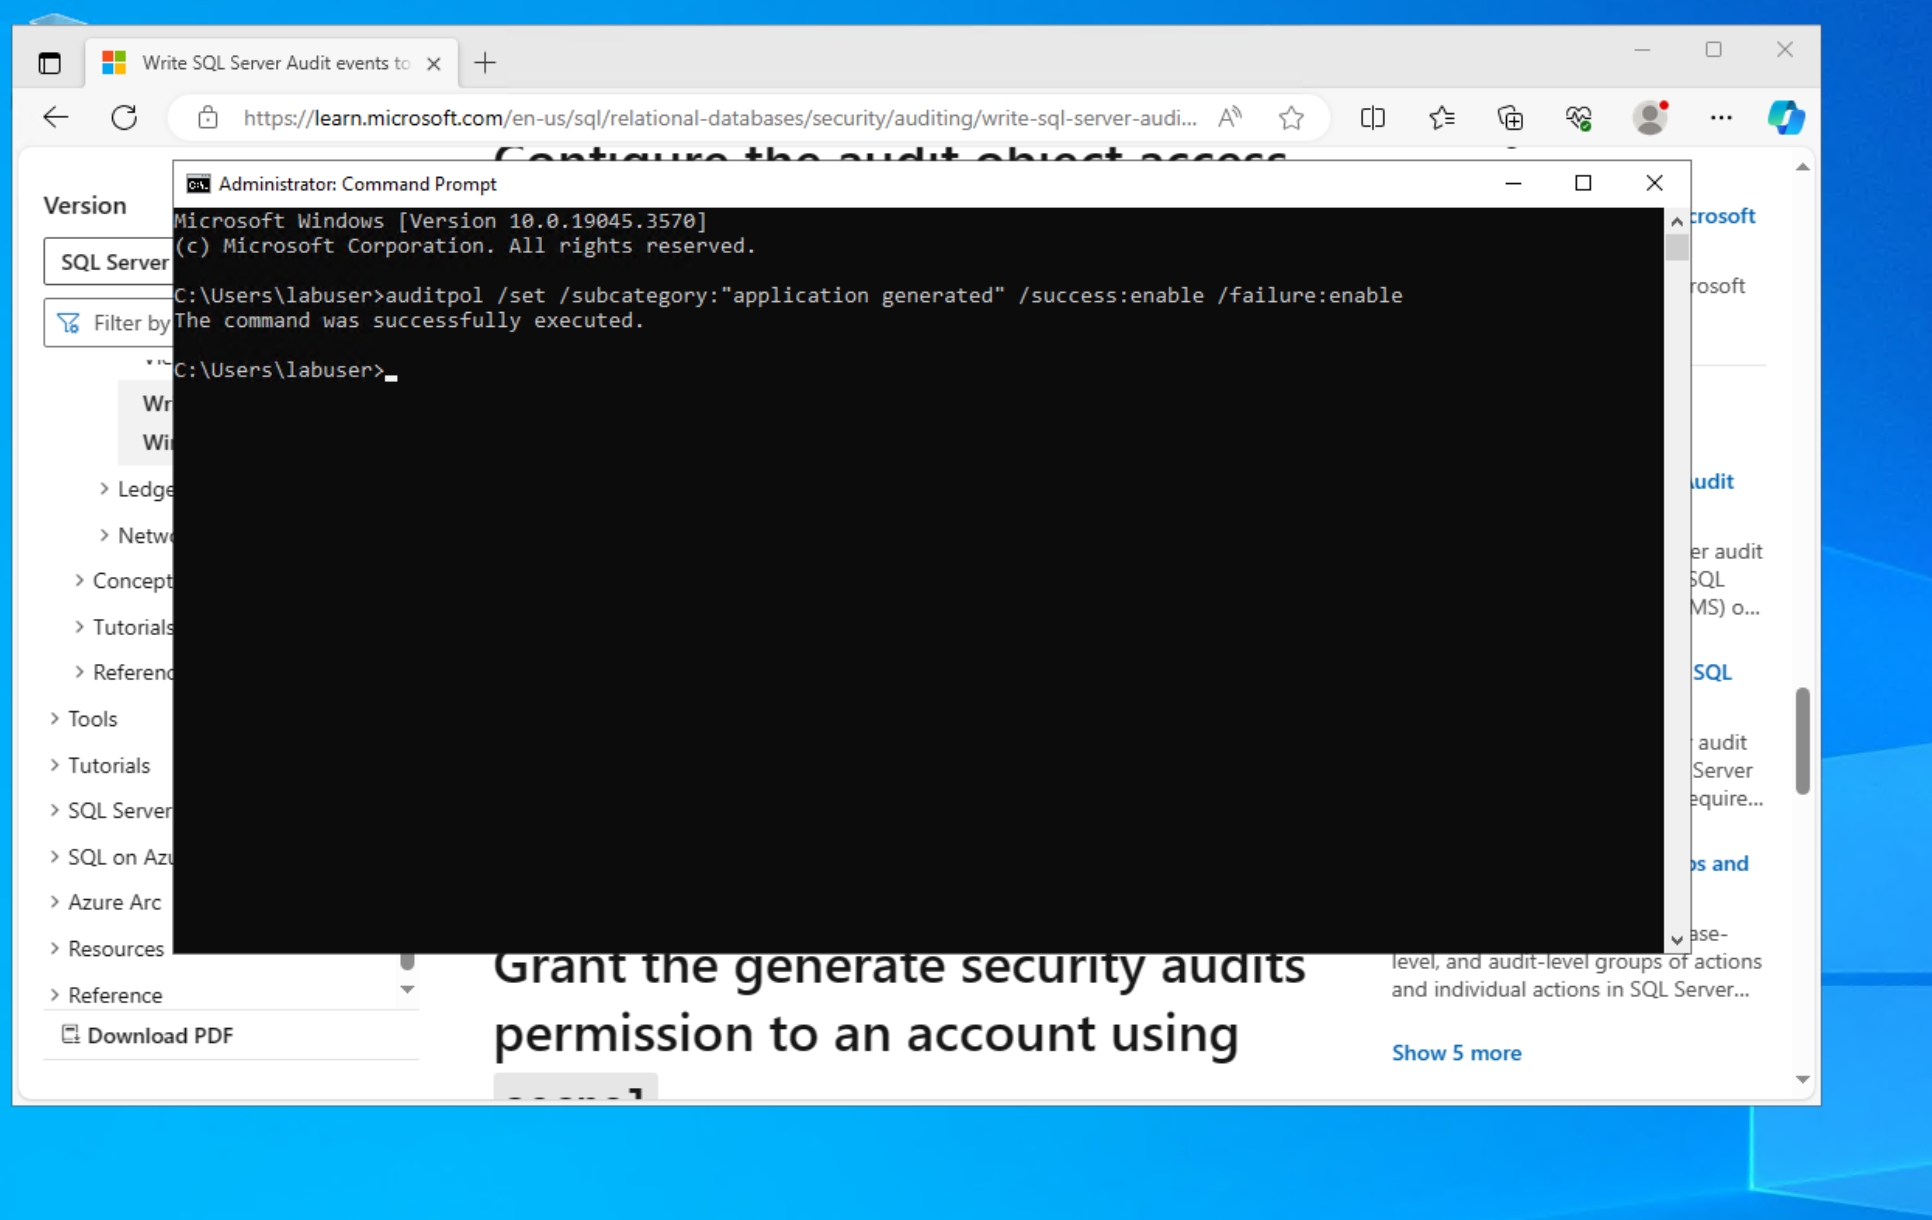 Write SQL Server Audit events to
https://learn.microsoft.com/en-us/sql/relational-databases/security/auditing/write-sql-server-audi...
Configure the audit object access
Administrator: Command Prompt
Microsoft Windows [Version 10.0.19045.3570]
(c) Microsoft Corporation. All rights reserved.
C:\Users\labuser>auditpol /set /subcategory:"application generated" /success:enable /failure:enable
The command was successfully executed.
C:\Users\labuser>
Version
SQL Server
Filter by
Wr
Wi
Ledge
Netw
Concept
Tutorials
Referenc
Tools
Tutorials
SQL Server
SQL on Azu
Azure Arc
Resources
Reference
Download PDF
Grant the generate security audits
permission to an account using
crosoft
rosoft
Audit
er audit
SQL
MS) o...
SQL
audit
Server
equire...
ps and
ase-
level, and audit-level groups of actions
and individual actions in SQL Server...
Show 5 more